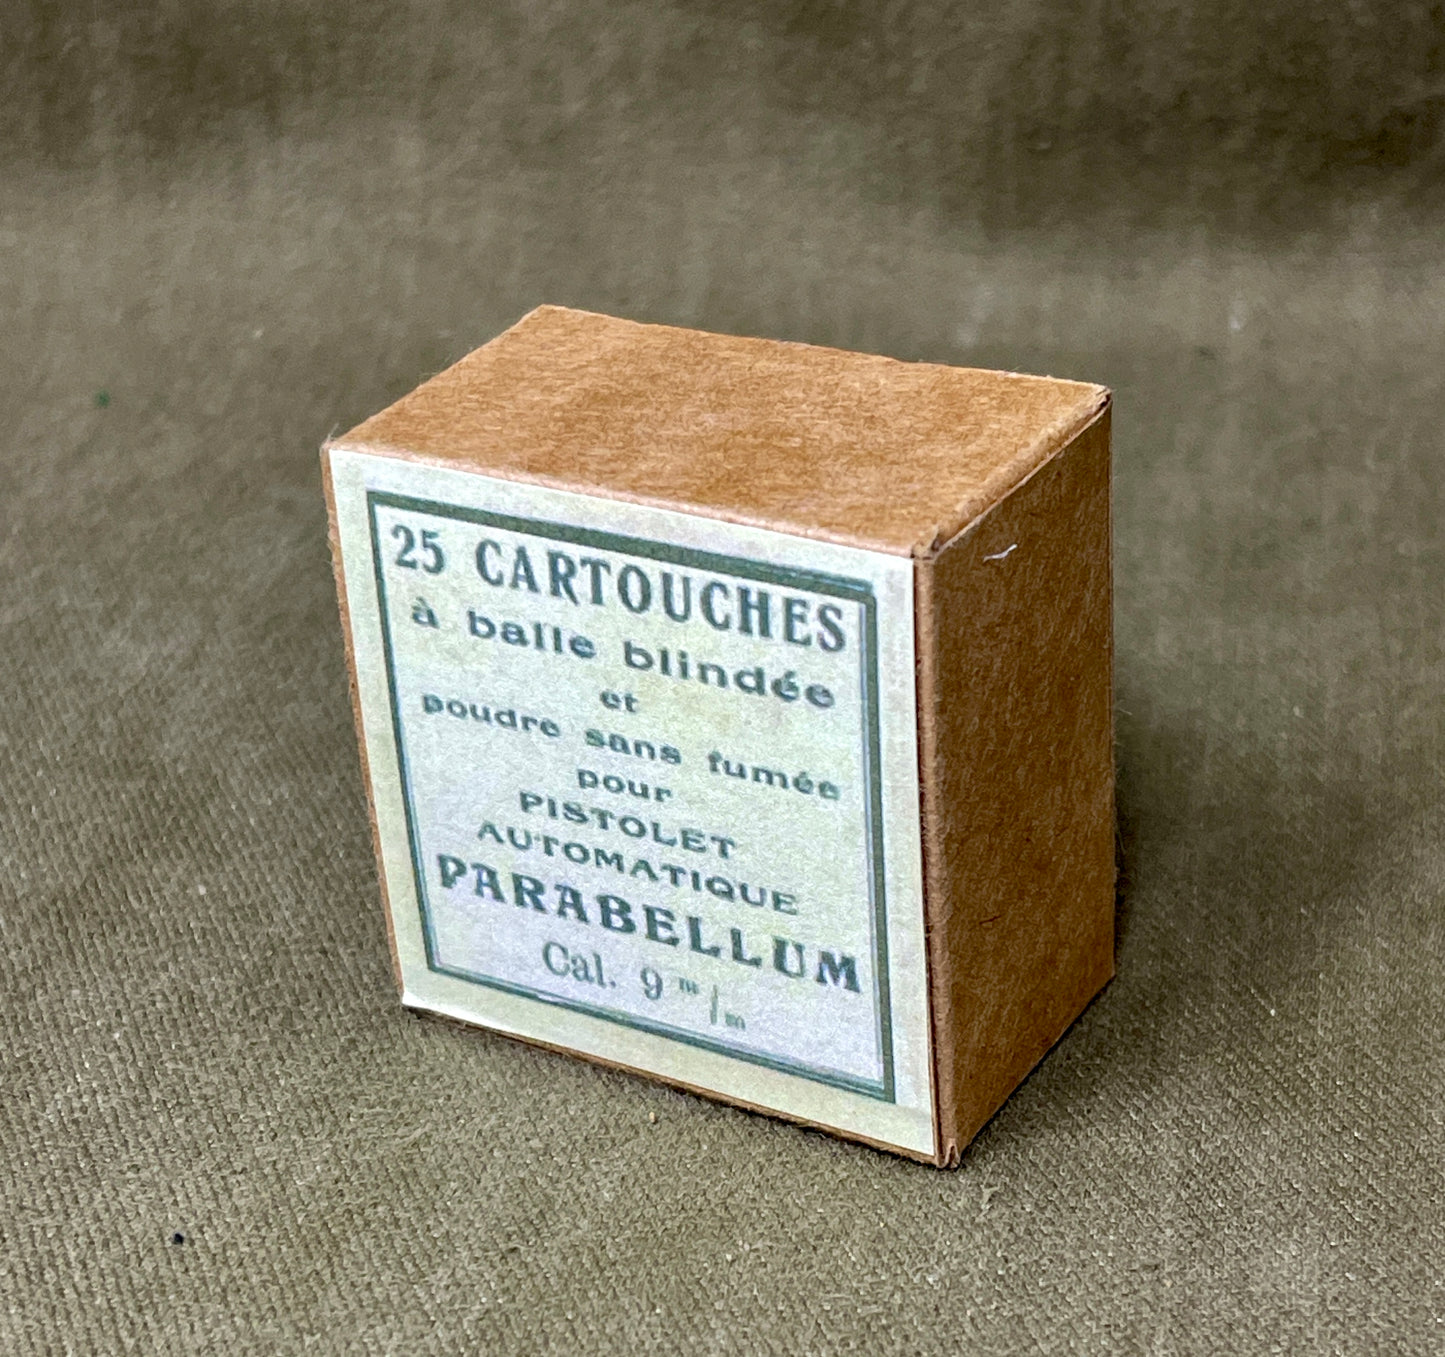 25 CARTOUCHES
à balle blindée
et
poudre sans fumée
pour
PISTOLET
AUTOMATIQUE
PARABELLUM
Cal. 9 m/m